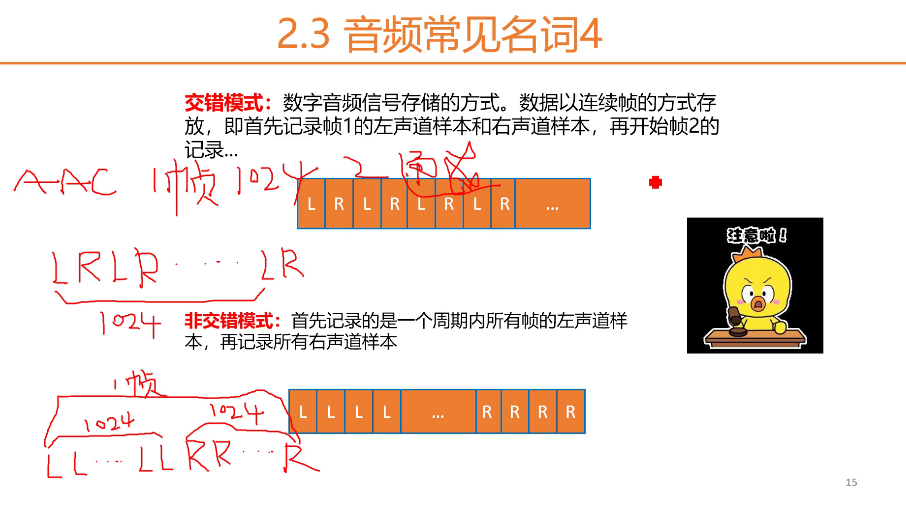 2.3 音频常见名词4
交错模式：数字音频信号存储的方式。数据以连续帧的方式存
放，即首先记录帧1的左声道样本和右声道样本，再开始帧2的
记录...
AAC 1帧 1024 2
L R L R L R L R ...
注意啦！
LRLR·····LR
1024
非交错模式：首先记录的是一个周期内所有帧的左声道样
本，再记录所有右声道样本
1帧
L L L L ... R R R R
1024 1024
LL···LL RR···R
15